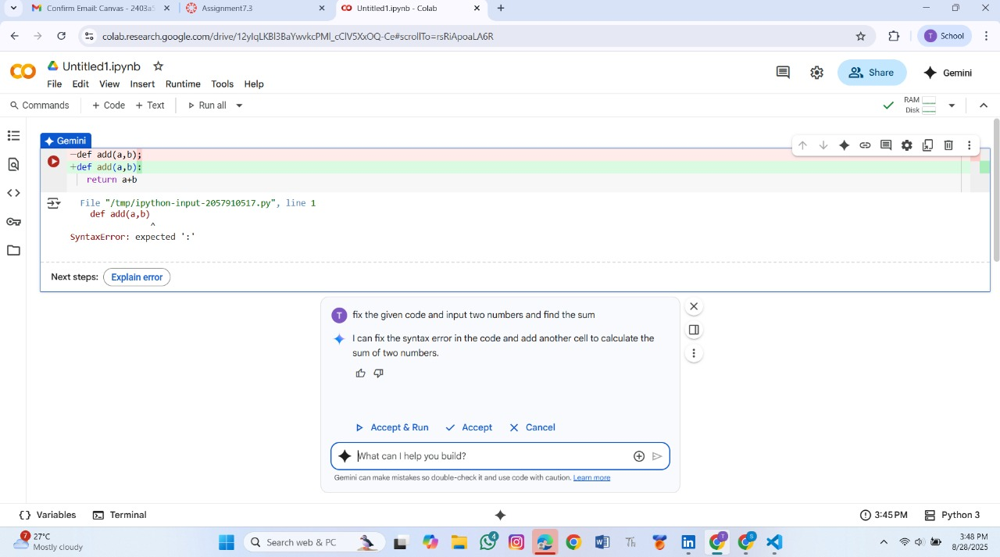 Confirm Email: Canvas - 2403a5
Assignment7.3
Untitled1.ipynb - Colab
colab.research.google.com/drive/12yIqLKBl3BaYwvkcPMl_cClV5XxOQ-Ce#scrollTo=rsRiApoaLA6R
T School
Untitled1.ipynb
File Edit View Insert Runtime Tools Help
Share
Gemini
Commands + Code + Text Run all
RAM
Disk
Gemini
-def add(a,b);
+def add(a,b):
return a+b
File "/tmp/ipython-input-2057910517.py", line 1
def add(a,b)
^
SyntaxError: expected ':'
Next steps: Explain error
T fix the given code and input two numbers and find the sum
I can fix the syntax error in the code and add another cell to calculate the
sum of two numbers.
Accept & Run Accept Cancel
What can I help you build?
Gemini can make mistakes so double-check it and use code with caution. Learn more
{} Variables Terminal 3:45 PM Python 3
7
27°C
Mostly cloudy
Search web & PC
4
Th
T
S
3:48 PM
8/28/2025